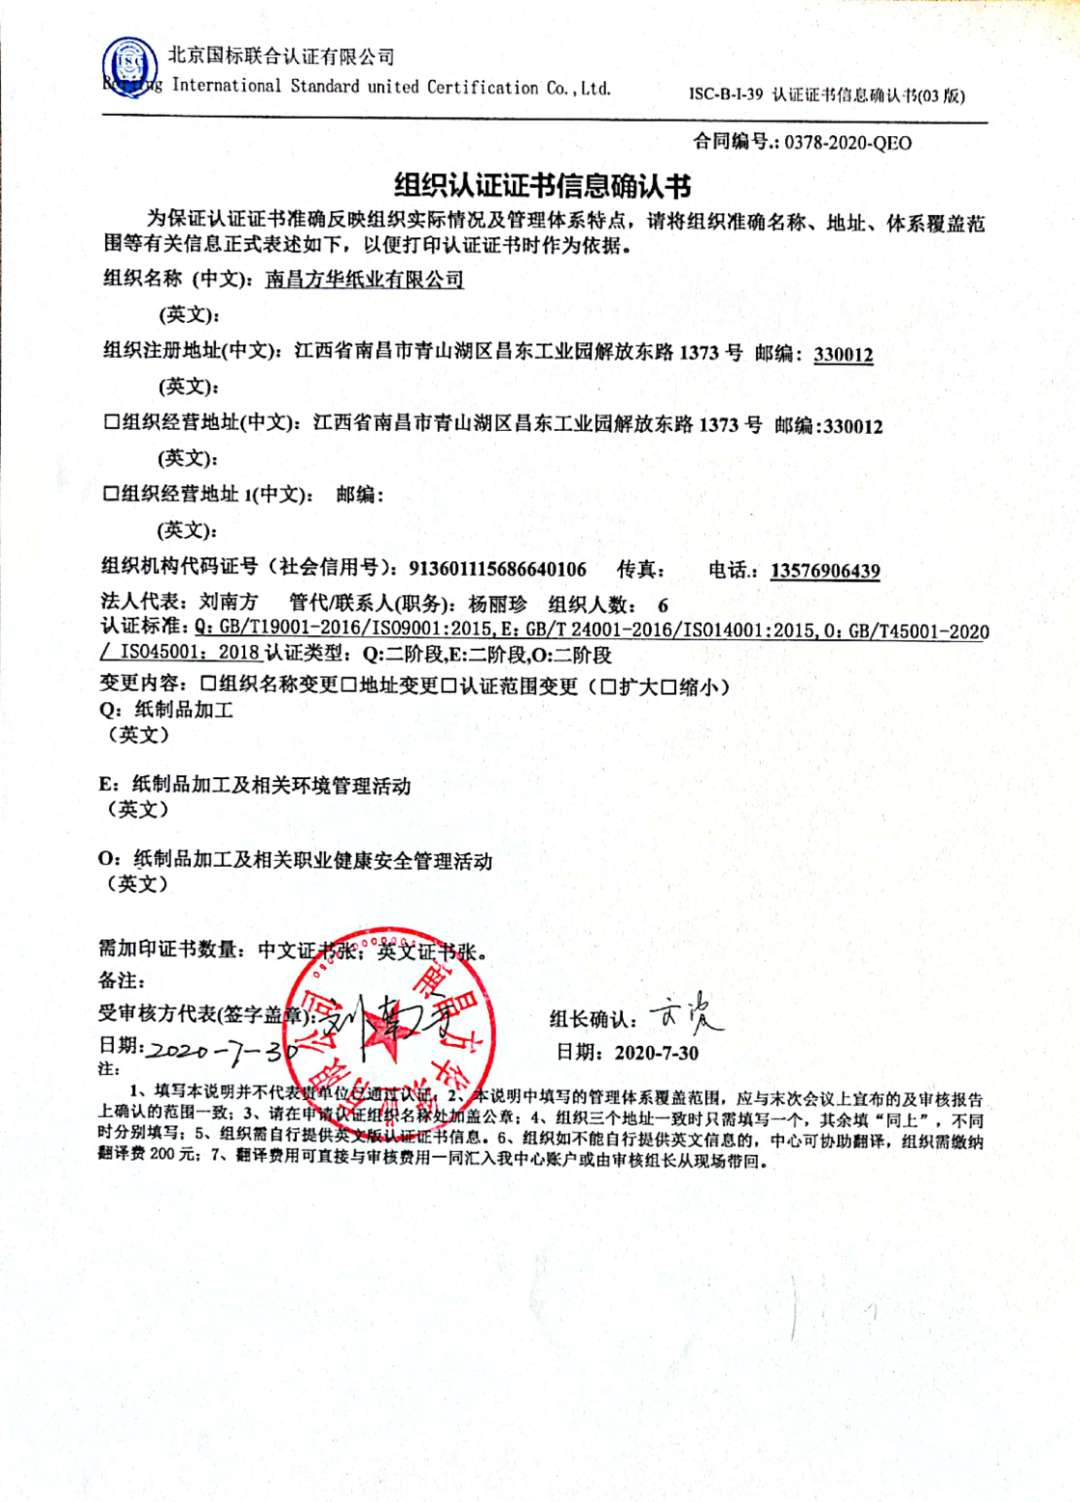 北京国标联合认证有限公司
Beijing International Standard united Certification Co.,Ltd.
ISC-B-I-39 认证证书信息确认书(03 版)
合同编号.: 0378-2020-QEO
组织认证证书信息确认书
为保证认证证书准确反映组织实际情况及管理体系特点，请将组织准确名称、地址、体系覆盖范
围等有关信息正式表述如下，以便打印认证证书时作为依据。
组织名称 (中文)：南昌方华纸业有限公司
(英文)：
组织注册地址(中文)：江西省南昌市青山湖区昌东工业园解放东路 1373 号 邮编：330012
(英文)：
□组织经营地址(中文)：江西省南昌市青山湖区昌东工业园解放东路 1373 号 邮编:330012
(英文)：
□组织经营地址 1(中文)： 邮编：
(英文)：
组织机构代码证号（社会信用号）：913601115686640106 传真： 电话.：13576906439
法人代表：刘南方 管代/联系人(职务)：杨丽珍 组织人数： 6
认证标准：Q：GB/T19001-2016/ISO9001:2015,E：GB/T 24001-2016/ISO14001:2015,O：GB/T45001-2020
/ ISO45001：2018 认证类型：Q:二阶段,E:二阶段,O:二阶段
变更内容：□组织名称变更□地址变更□认证范围变更（□扩大□缩小）
Q：纸制品加工
（英文）
E：纸制品加工及相关环境管理活动
（英文）
O：纸制品加工及相关职业健康安全管理活动
（英文）
需加印证书数量：中文证书张；英文证书张。
备注：
受审核方代表(签字盖章)：刘南方
组长确认：
日期：2020-7-30
日期：2020-7-30
南昌方华纸业有限公司
注：
1、填写本说明并不代表贵单位已通过认证，2、本说明中填写的管理体系覆盖范围，应与末次会议上宣布的及审核报告
上确认的范围一致；3、请在申请认证组织名称处加盖公章；4、组织三个地址一致时只需填写一个，其余填“同上”，不同
时分别填写；5、组织需自行提供英文版认证证书信息。6、组织如不能自行提供英文信息的，中心可协助翻译，组织需缴纳
翻译费 200 元；7、翻译费用可直接与审核费用一同汇入我中心账户或由审核组长从现场带回。